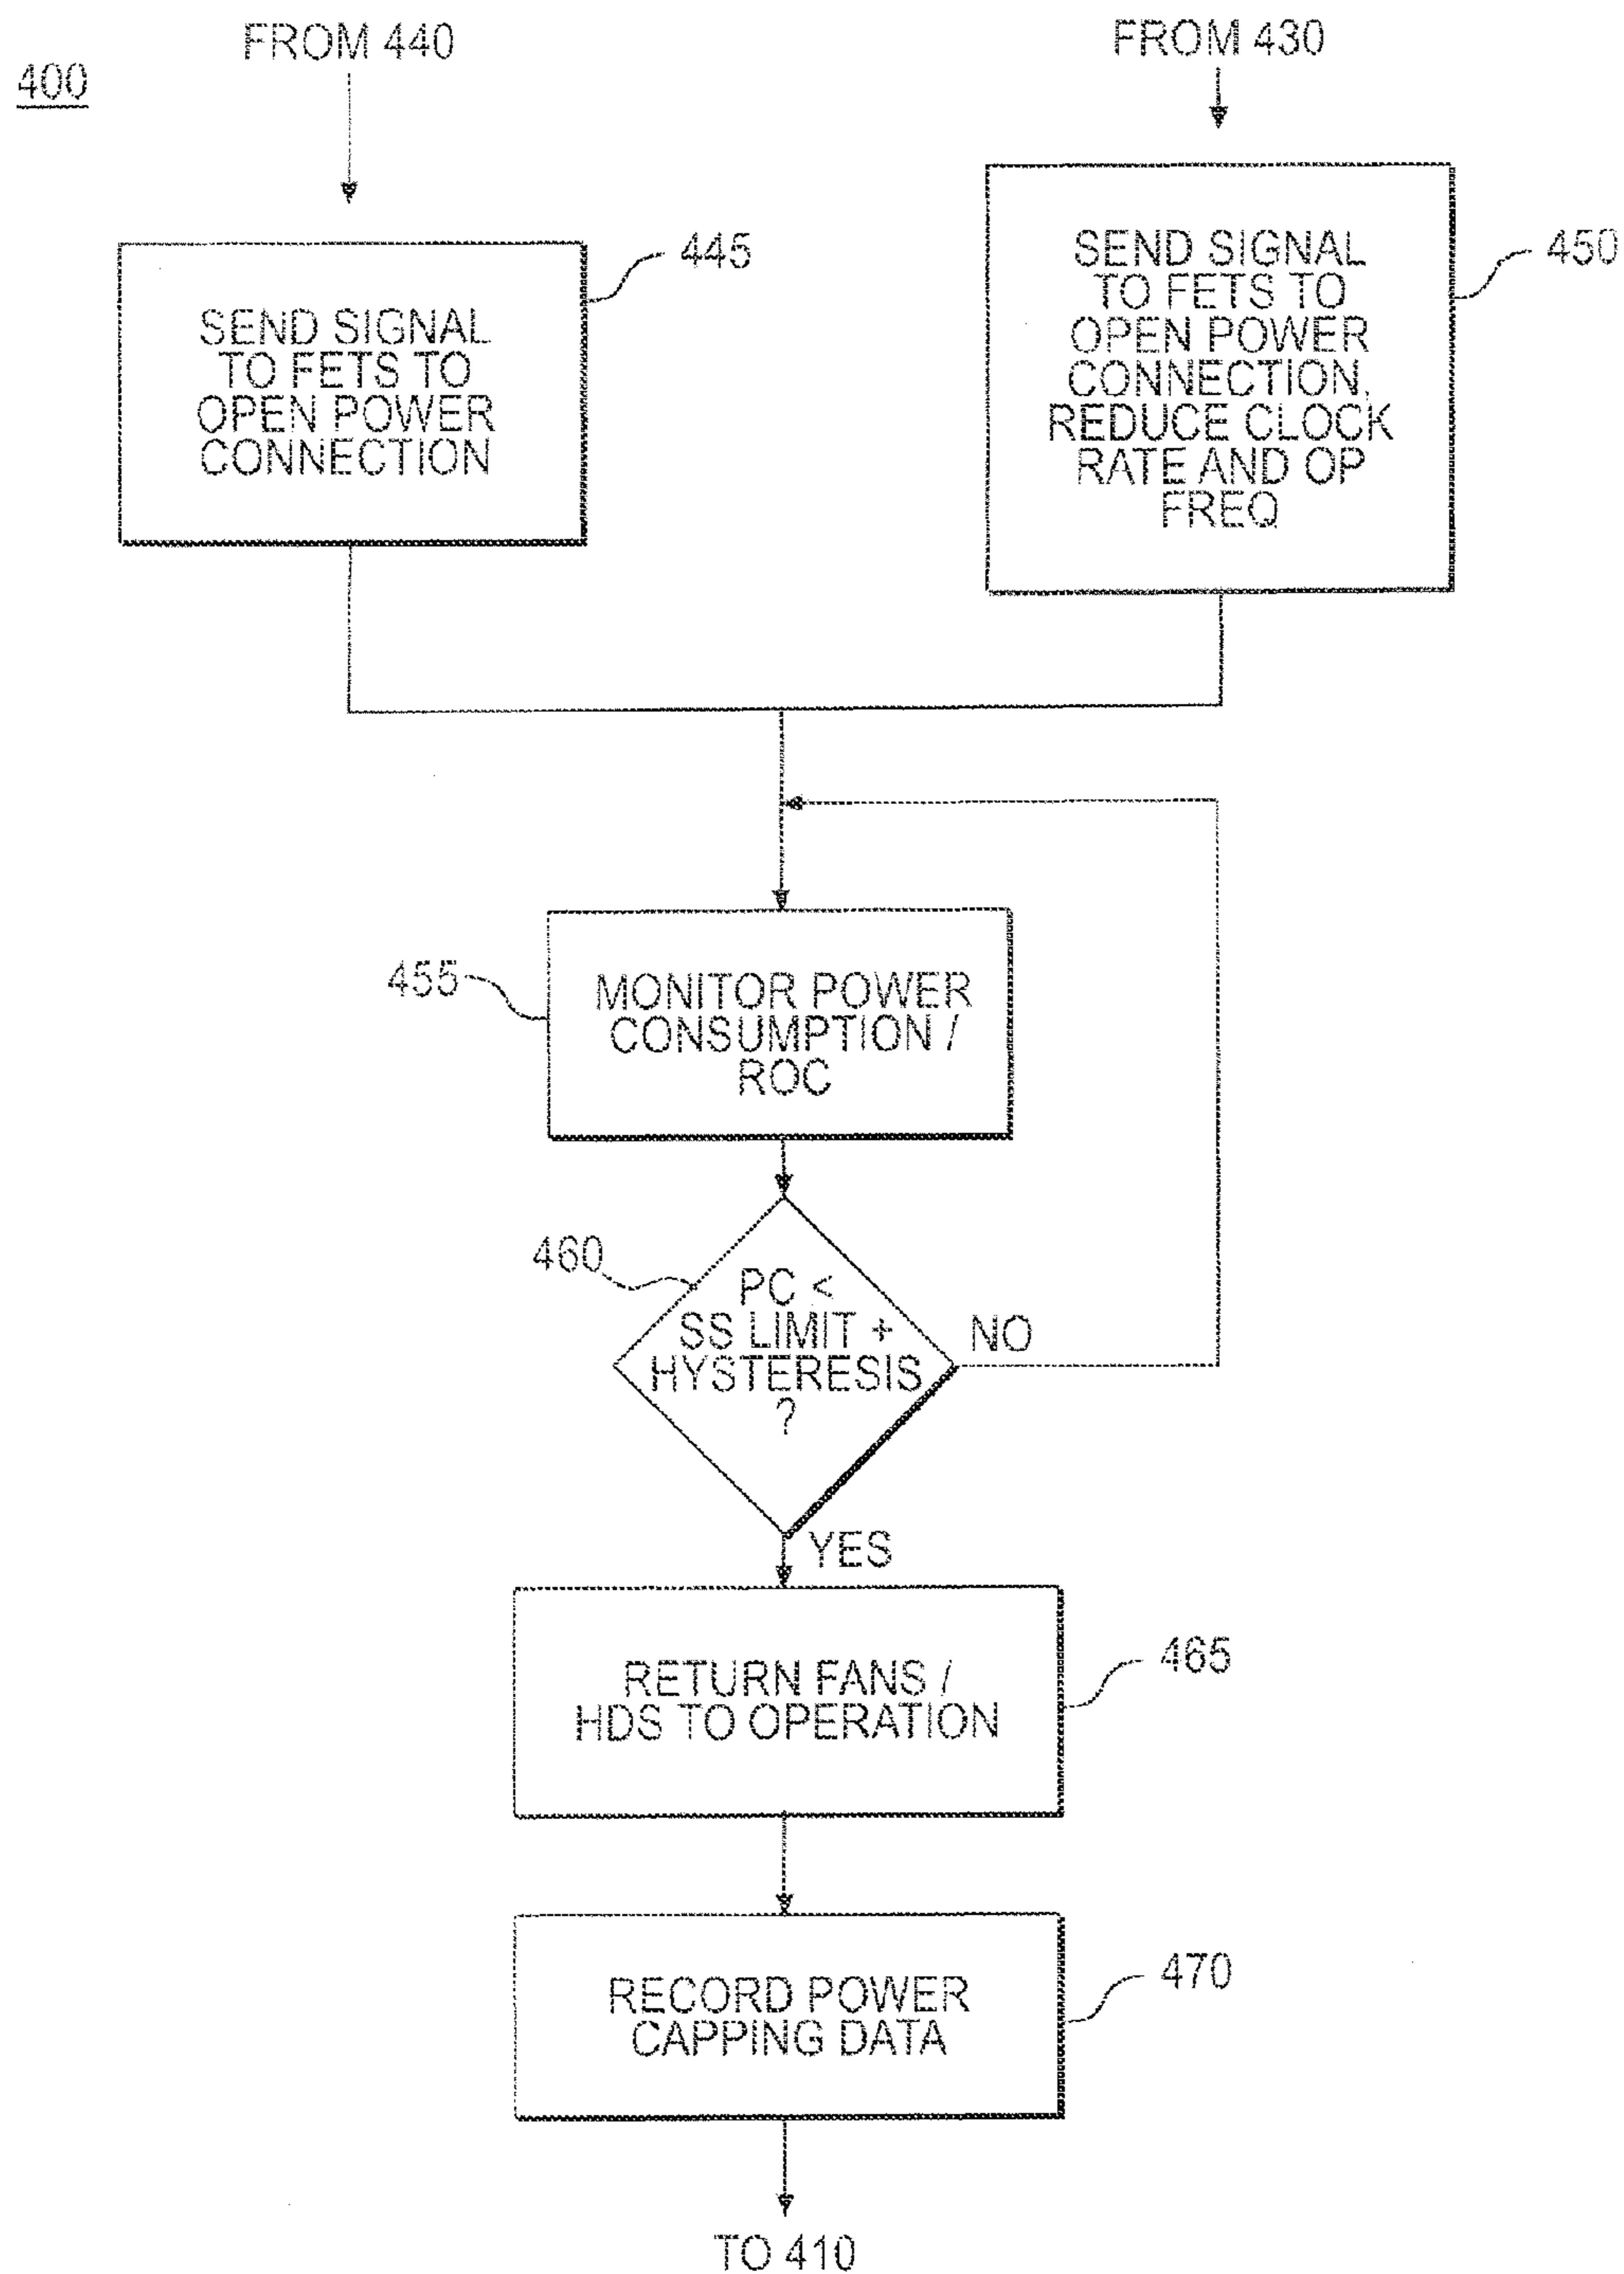 400
FROM 440
FROM 430
445
SEND SIGNAL
TO FETS TO
OPEN POWER
CONNECTION
450
SEND SIGNAL
TO FETS TO
OPEN POWER
CONNECTION,
REDUCE CLOCK
RATE AND OP
FREQ
455
MONITOR POWER
CONSUMPTION /
ROC
460
PC <
SS LIMIT +
HYSTERESIS
?
NO
YES
RETURN FANS /
HDS TO OPERATION
465
RECORD POWER
CAPPING DATA
470
TO 410